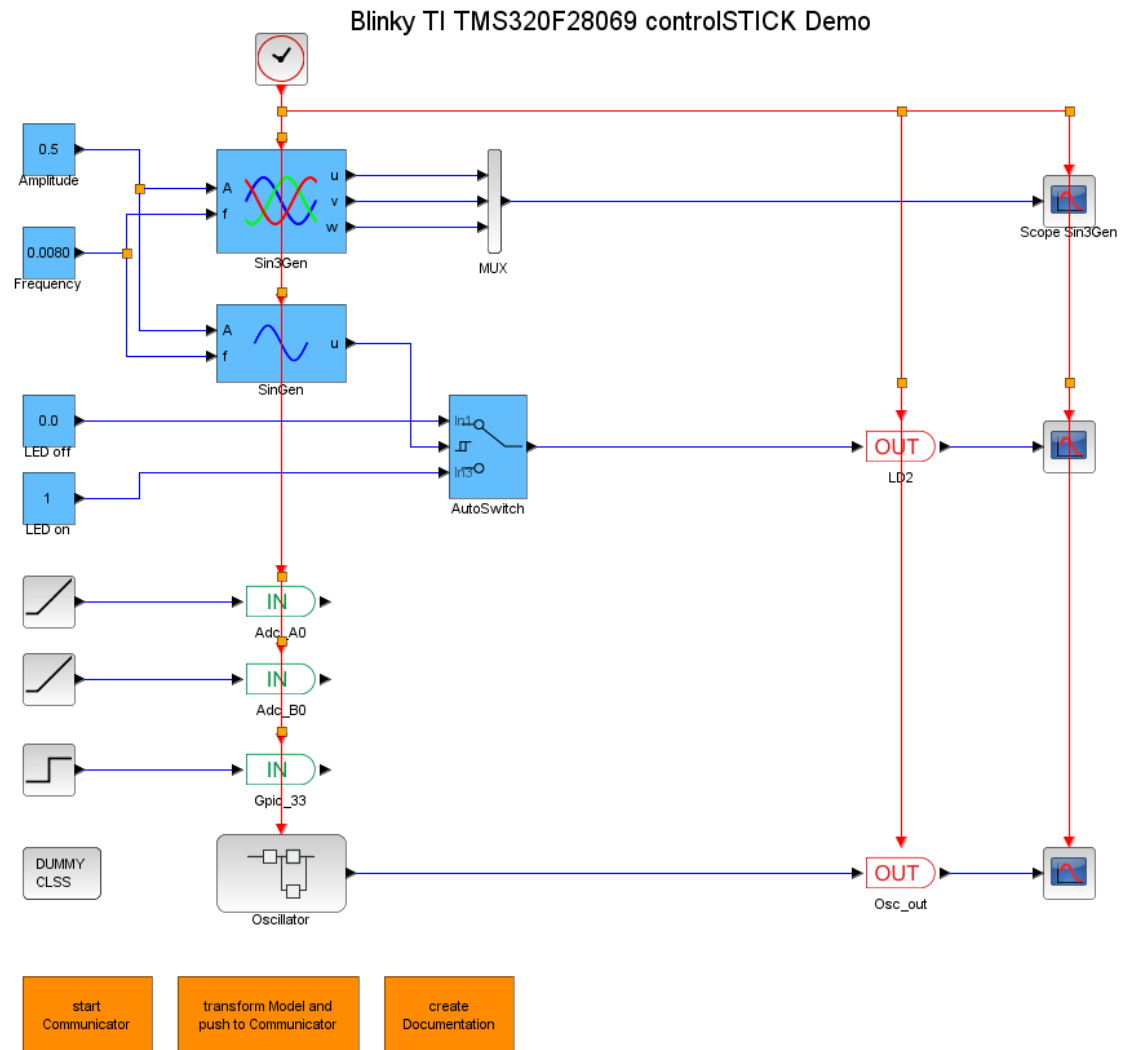 Blinky TI TMS320F28069 controlSTICK Demo
0.5
Amplitude
A
f
u
v
w
Sin3Gen
MUX
Scope Sin3Gen
0.0080
Frequency
A
f
u
SinGen
0.0
LED off
In1
In3
AutoSwitch
OUT
LD2
1
LED on
IN
Adc_A0
IN
Adc_B0
IN
Gpio_33
DUMMY
CLSS
Oscillator
OUT
Osc_out
start
Communicator
transform Model and
push to Communicator
create
Documentation